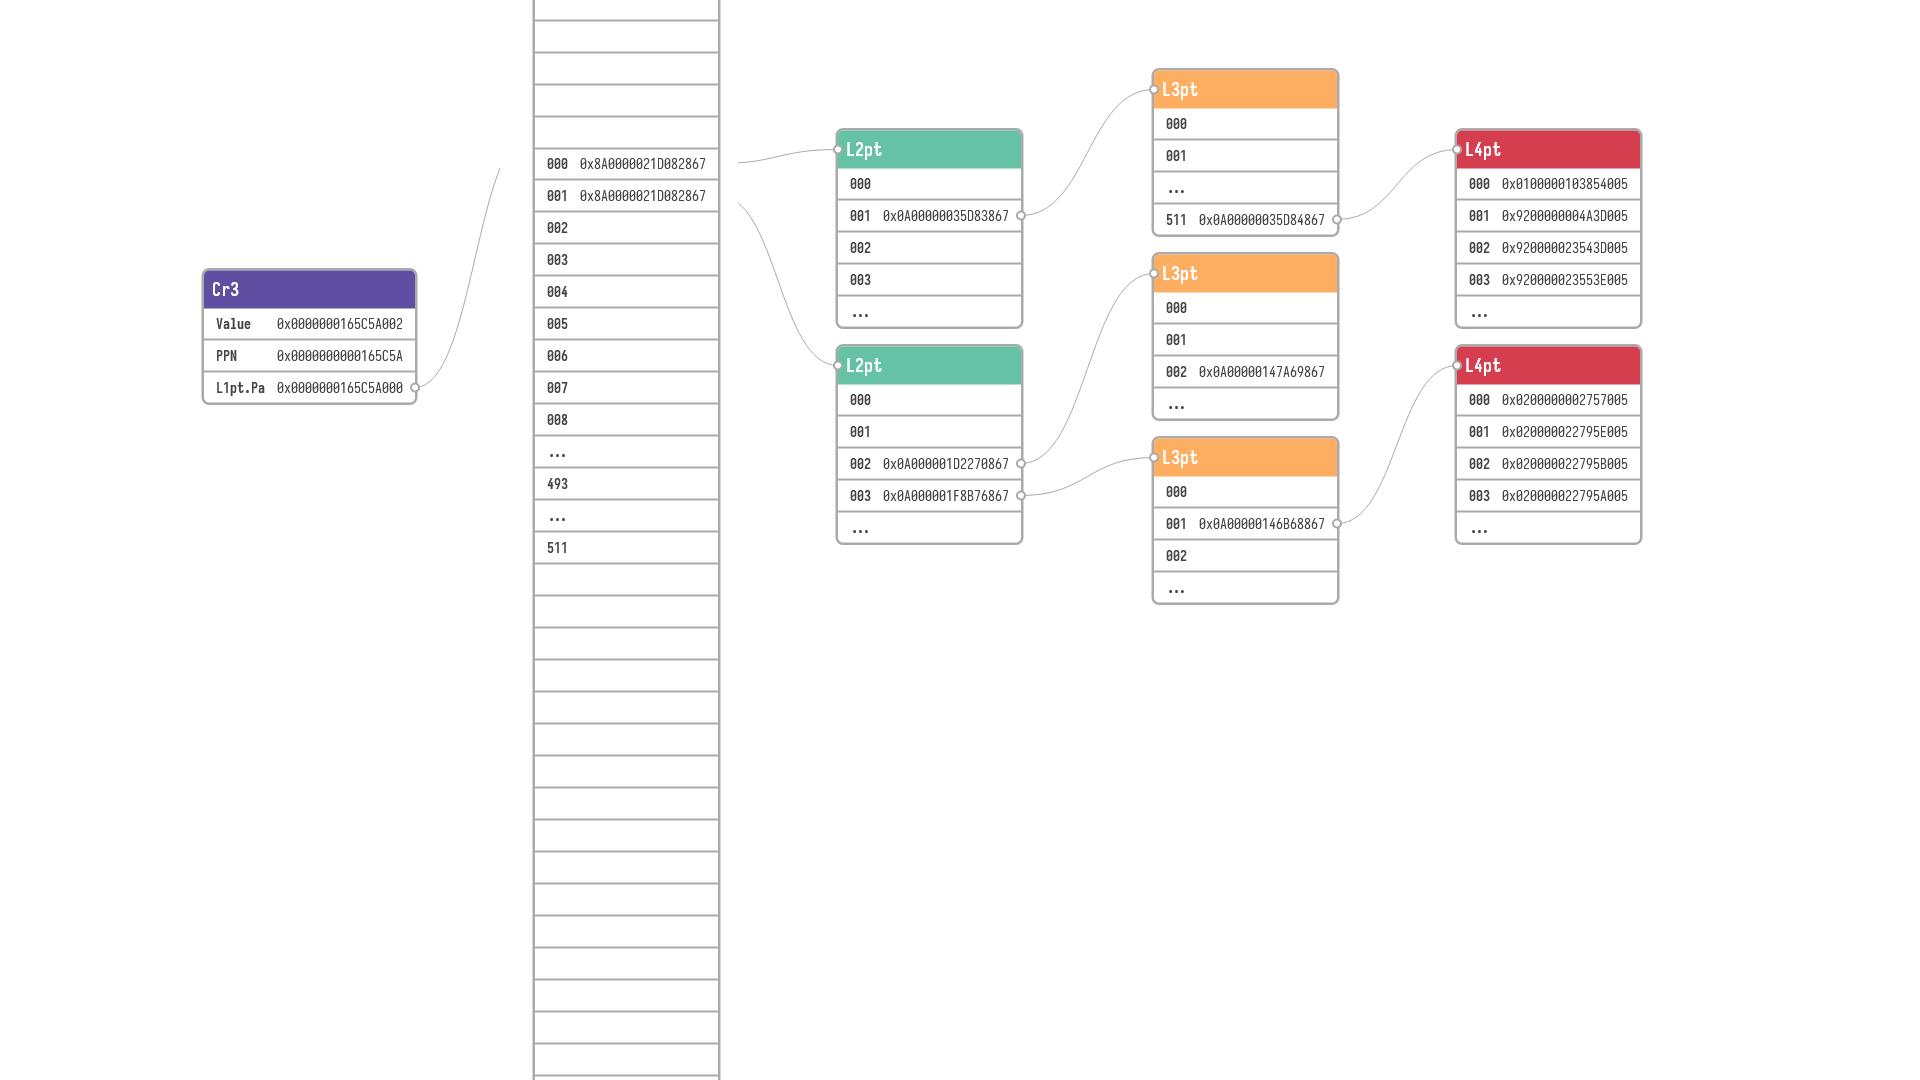 Cr3
Value 0x0000000165C5A002
PPN 0x0000000000165C5A
L1pt.Pa 0x0000000165C5A000
000 0x8A0000021D082867
001 0x8A0000021D082867
002
003
004
005
006
007
008
...
493
...
511
L2pt
000
001 0x0A00000035D83867
002
003
...
L2pt
000
001
002 0x0A000001D2270867
003 0x0A000001F8B76867
...
L3pt
000
001
...
511 0x0A00000035D84867
L3pt
000
001
002 0x0A00000147A69867
...
L3pt
000
001 0x0A00000146B68867
002
...
L4pt
000 0x0100000103854005
001 0x9200000004A3D005
002 0x920000023543D005
003 0x920000023553E005
...
L4pt
000 0x0200000002757005
001 0x020000022795E005
002 0x020000022795B005
003 0x020000022795A005
...